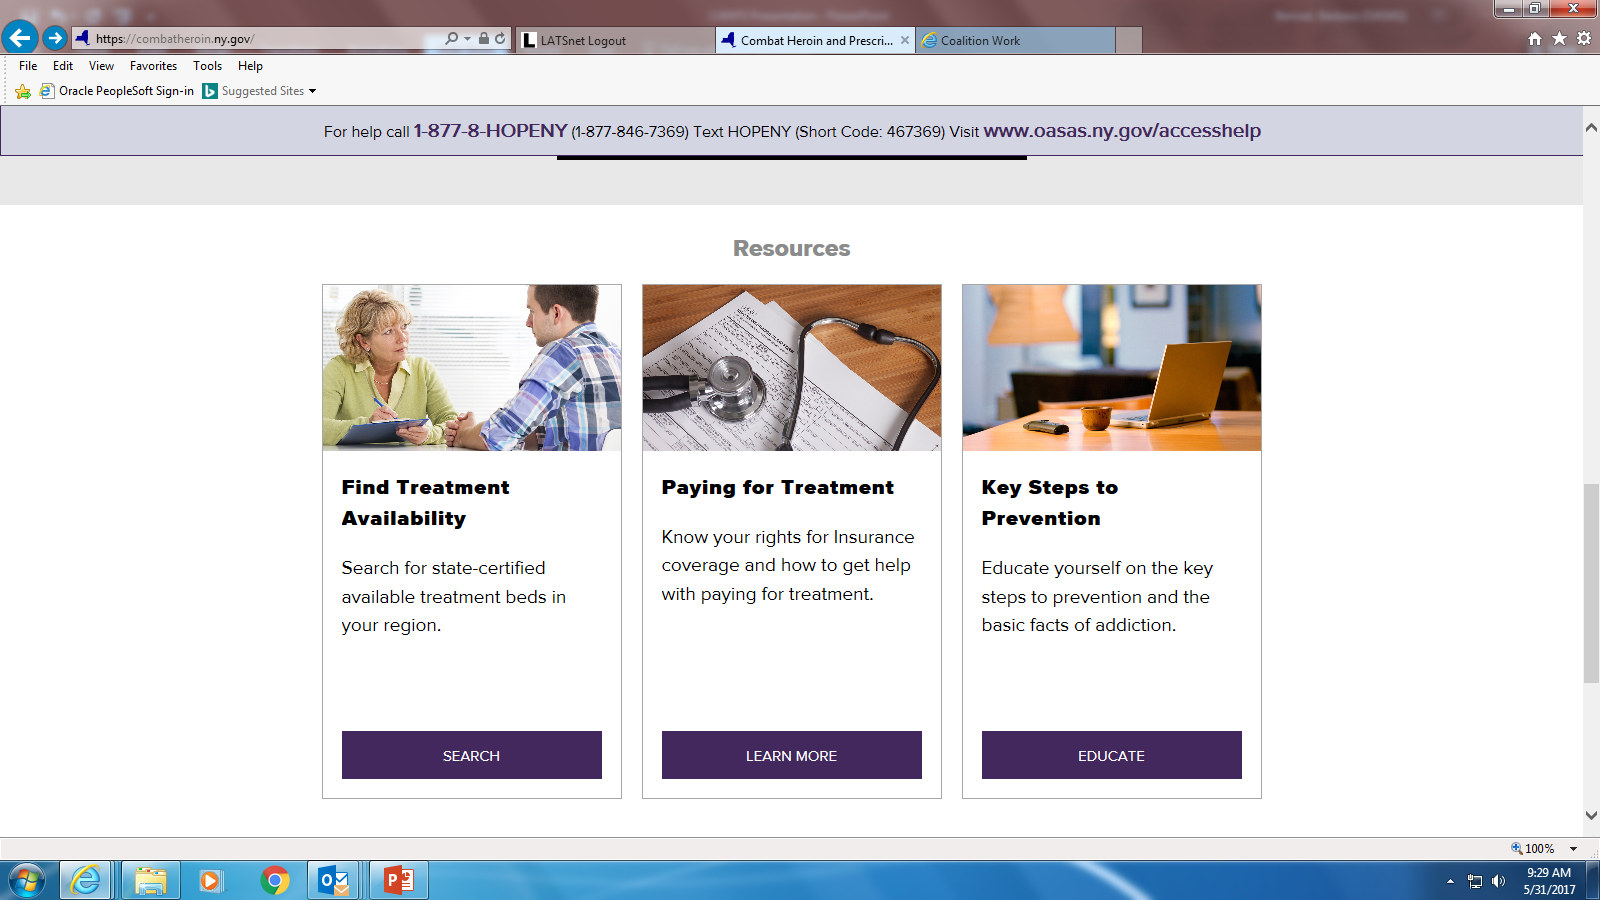 https://combatheroin.ny.gov/
LATSnet Logout
Combat Heroin and Prescri...
Coalition Work
File Edit View Favorites Tools Help
Oracle PeopleSoft Sign-in Suggested Sites
For help call 1-877-8-HOPENY (1-877-846-7369) Text HOPENY (Short Code: 467369) Visit www.oasas.ny.gov/accesshelp
Resources
Find Treatment
Availability
Search for state-certified
available treatment beds in
your region.
SEARCH
Paying for Treatment
Know your rights for Insurance
coverage and how to get help
with paying for treatment.
LEARN MORE
Key Steps to
Prevention
Educate yourself on the key
steps to prevention and the
basic facts of addiction.
EDUCATE
100%
9:29 AM
5/31/2017